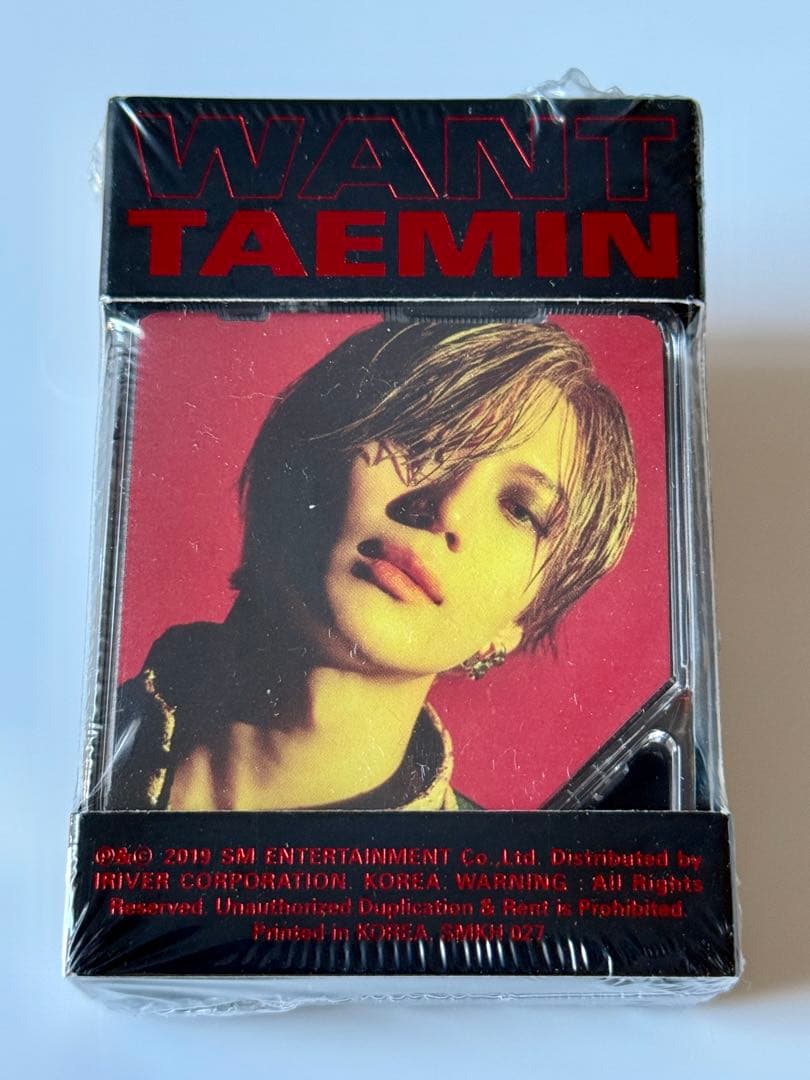 WANT
TAEMIN
℗&© 2019 SM ENTERTAINMENT Co.,Ltd. Distributed by
IRIVER CORPORATION. KOREA. WARNING : All Rights
Reserved. Unauthorized Duplication & Rent is Prohibited.
Printed in KOREA. SMKH 027